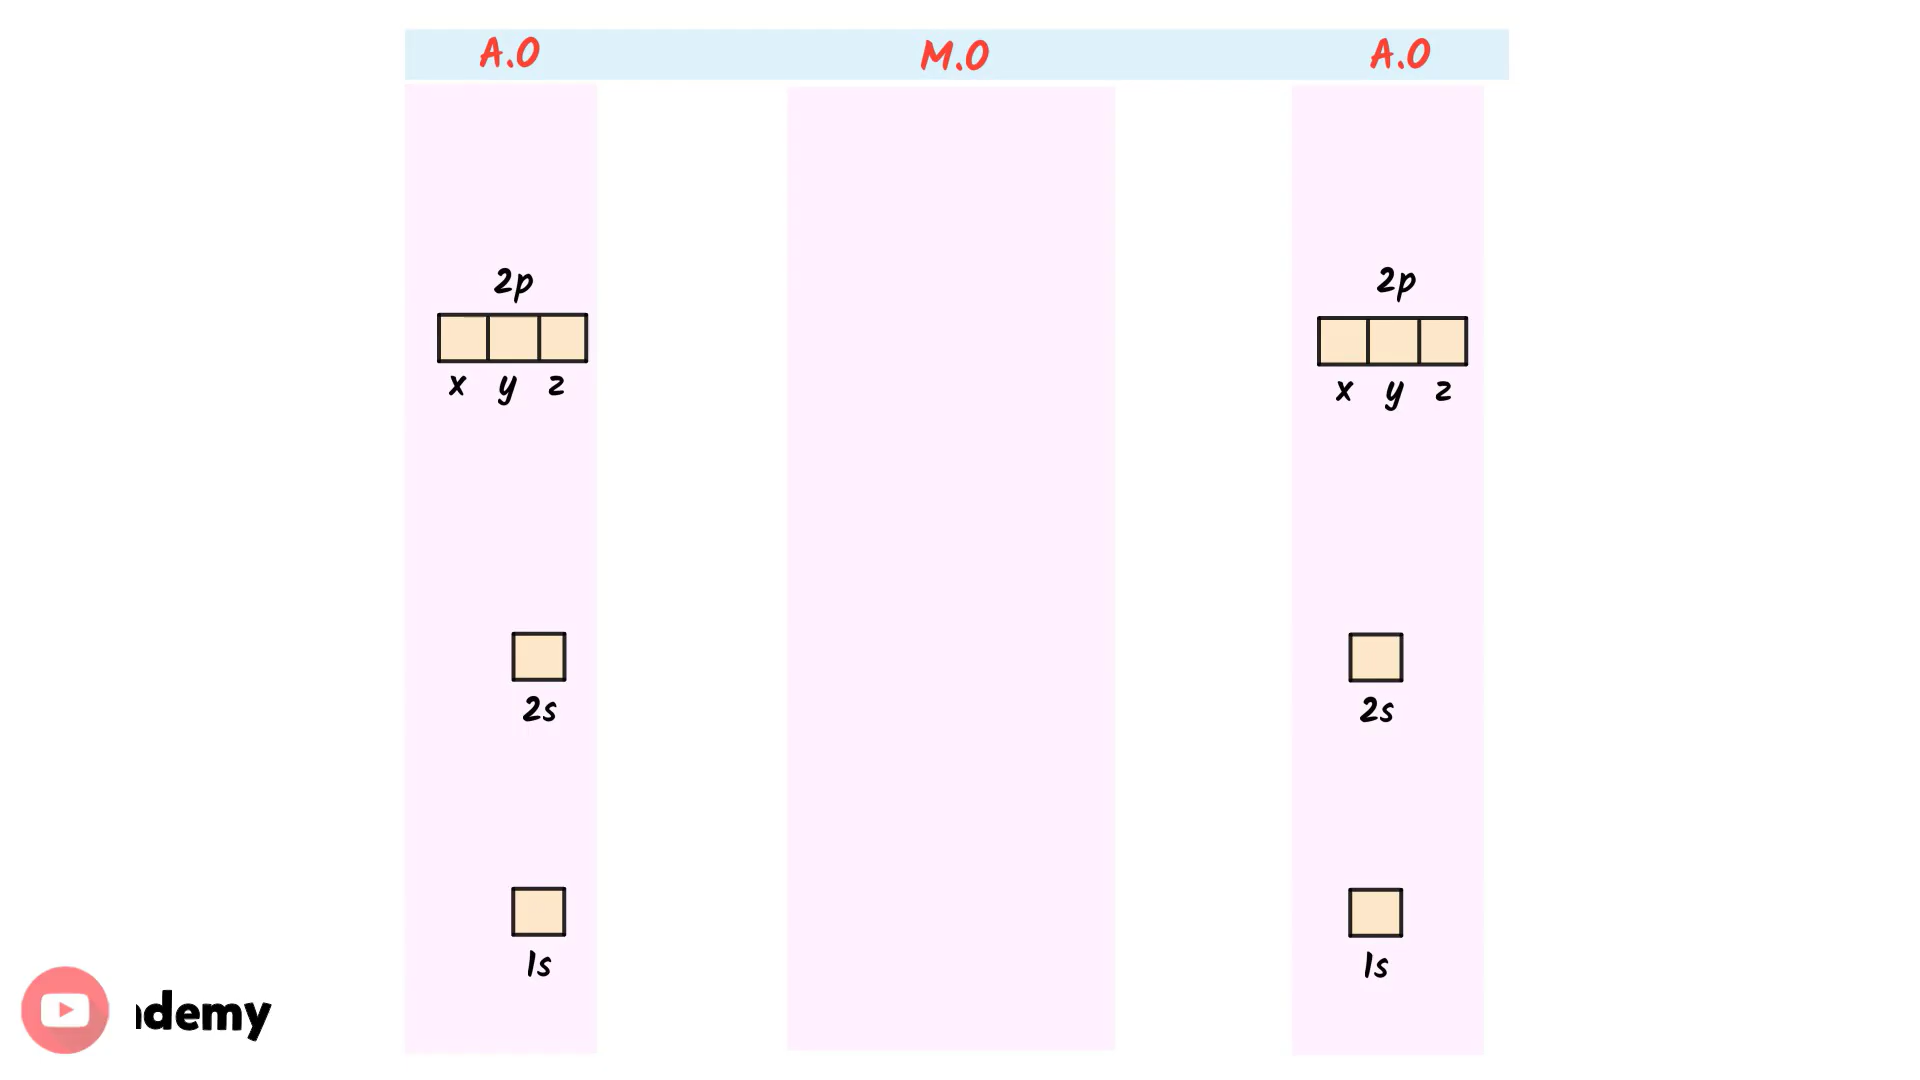 A.O M.O A.O
2p 2p
x y z x y z
2s 2s
1s 1s
demy